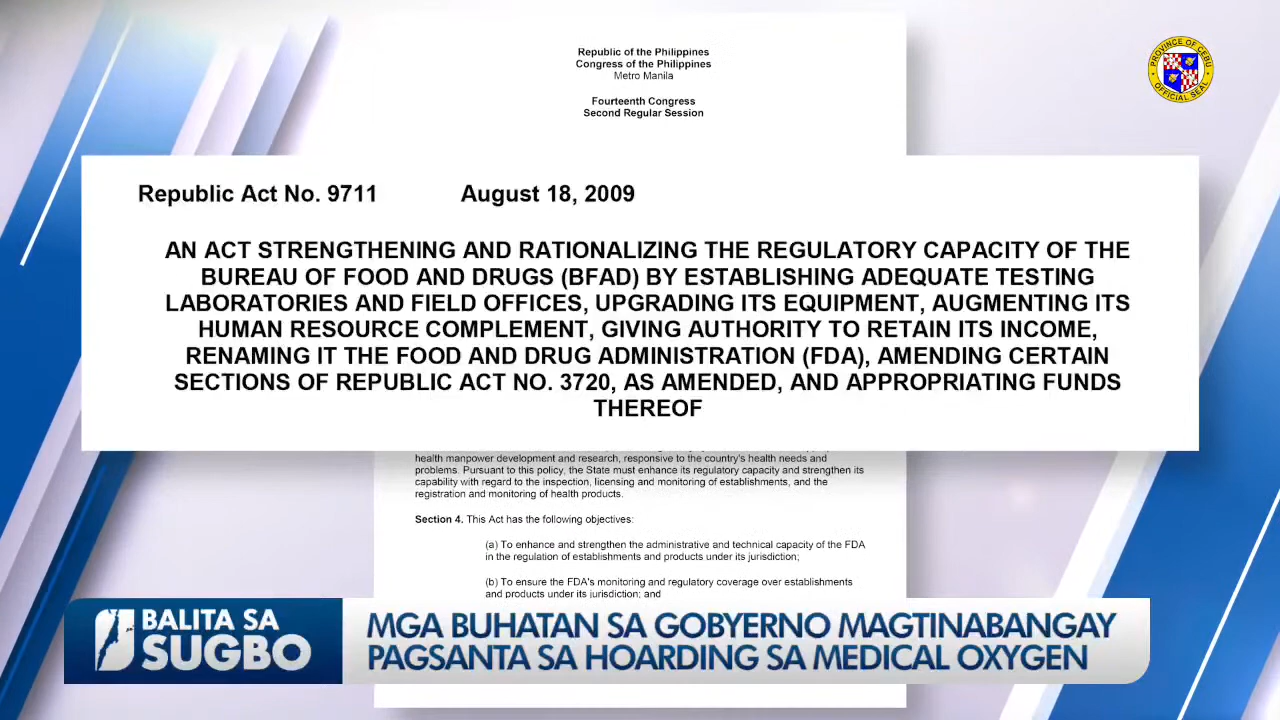 Republic of the Philippines
Congress of the Philippines
Metro Manila
Fourteenth Congress
Second Regular Session
PROVINCE OF CEBU
OFFICIAL SEAL
Republic Act No. 9711 August 18, 2009
AN ACT STRENGTHENING AND RATIONALIZING THE REGULATORY CAPACITY OF THE
BUREAU OF FOOD AND DRUGS (BFAD) BY ESTABLISHING ADEQUATE TESTING
LABORATORIES AND FIELD OFFICES, UPGRADING ITS EQUIPMENT, AUGMENTING ITS
HUMAN RESOURCE COMPLEMENT, GIVING AUTHORITY TO RETAIN ITS INCOME,
RENAMING IT THE FOOD AND DRUG ADMINISTRATION (FDA), AMENDING CERTAIN
SECTIONS OF REPUBLIC ACT NO. 3720, AS AMENDED, AND APPROPRIATING FUNDS
THEREOF
health manpower development and research, responsive to the country's health needs and
problems. Pursuant to this policy, the State must enhance its regulatory capacity and strengthen its
capability with regard to the inspection, licensing and monitoring of establishments, and the
registration and monitoring of health products.
Section 4. This Act has the following objectives:
(a) To enhance and strengthen the administrative and technical capacity of the FDA
in the regulation of establishments and products under its jurisdiction;
(b) To ensure the FDA's monitoring and regulatory coverage over establishments
and products under its jurisdiction; and
BALITA SA
SUGBO
MGA BUHATAN SA GOBYERNO MAGTINABANGAY
PAGSANTA SA HOARDING SA MEDICAL OXYGEN